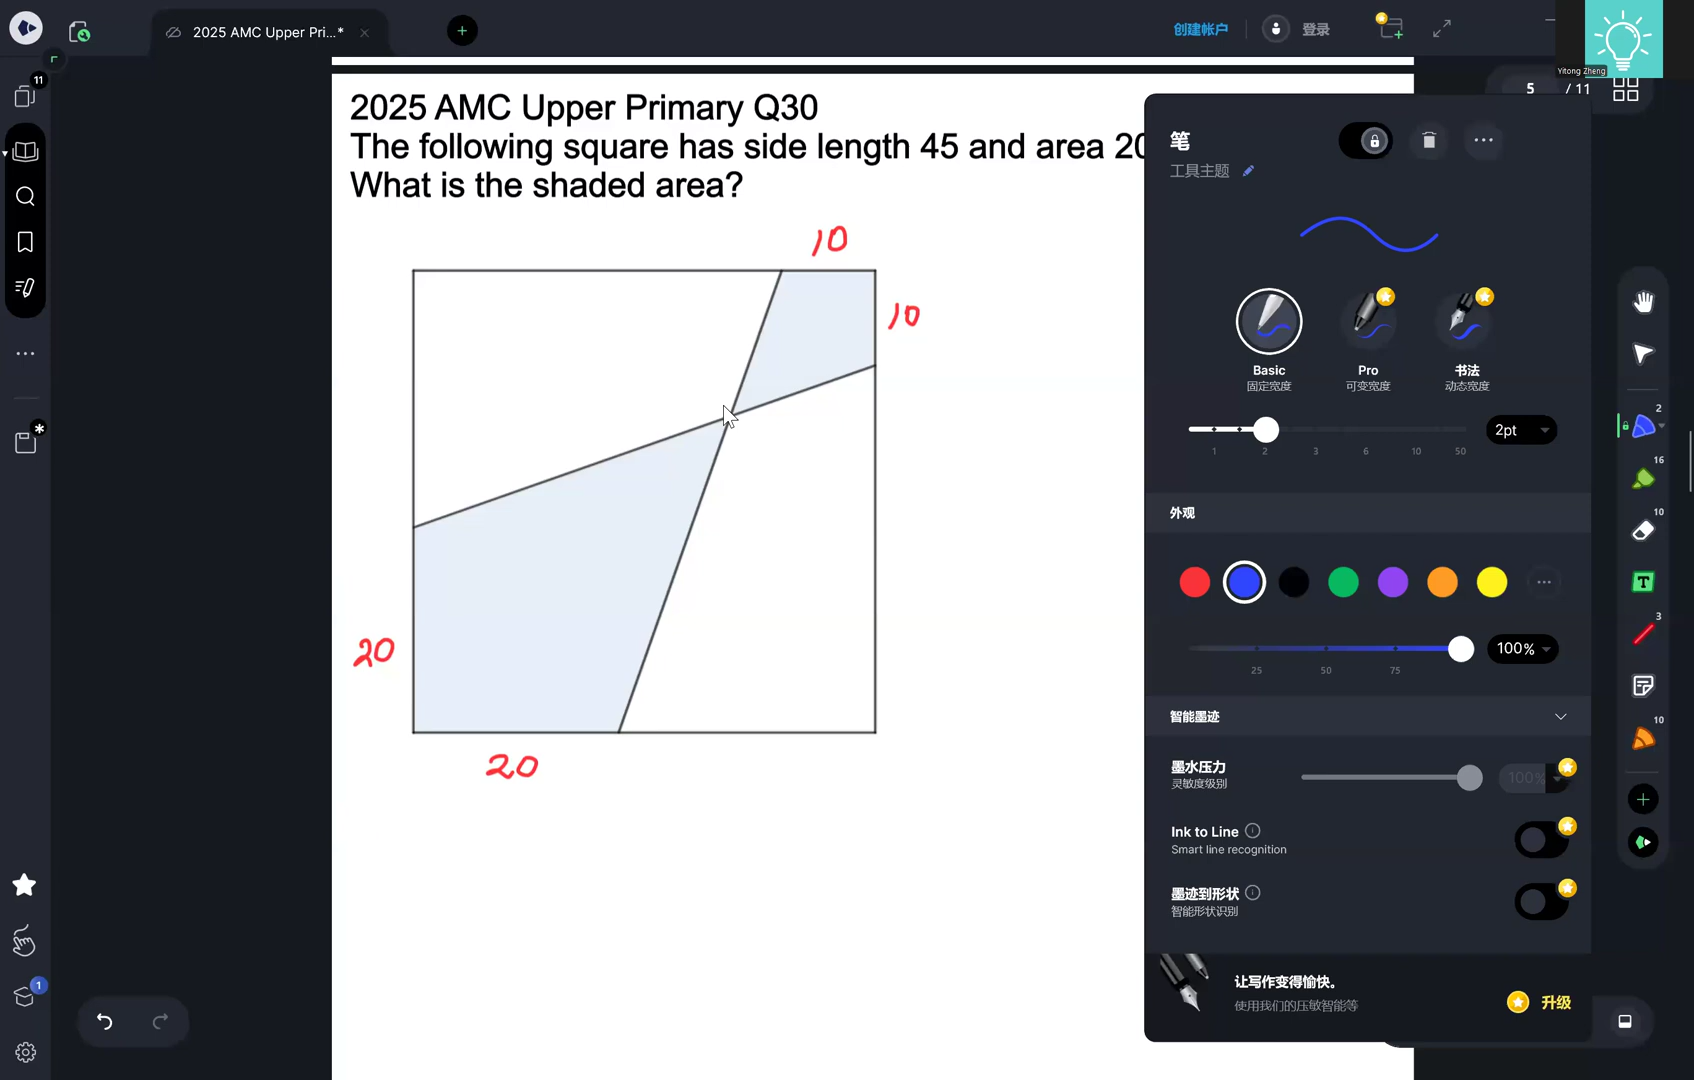 2025 AMC Upper Pri...*
创建帐户
登录
Yitong Zheng
11
5
/ 11
2025 AMC Upper Primary Q30
The following square has side length 45 and area 20
What is the shaded area?
10
10
20
20
笔
工具主题
Basic
固定宽度
Pro
可变宽度
书法
动态宽度
2pt
1 2 3 6 10 50
外观
100%
25 50 75
智能墨迹
墨水压力
灵敏度级别
100%
Ink to Line
Smart line recognition
墨迹到形状
智能形状识别
让写作变得愉快。
使用我们的压敏智能等
升级
2
16
10
T
3
10
1